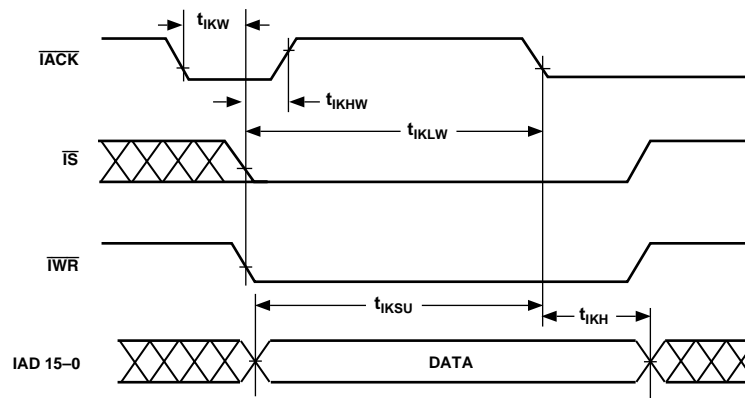 tIKW
IACK
tIKHW
tIKLW
IS
IWR
tIKSU
tIKH
IAD 15–0
DATA